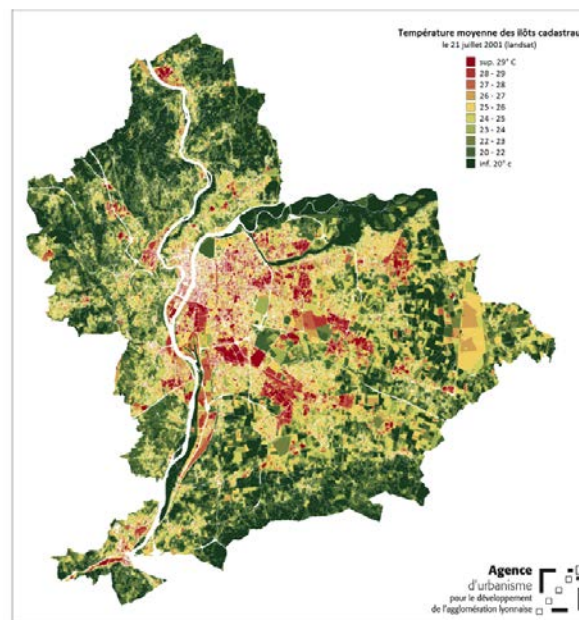 Température moyenne des ilôts cadastrau
le 21 juillet 2001 (landsat)
sup. 29° C
28 - 29
27 - 28
26 - 27
25 - 26
24 - 25
23 - 24
22 - 23
20 - 22
inf. 20° c
Agence
d'urbanisme
pour le développement
de l'agglomération lyonnaise